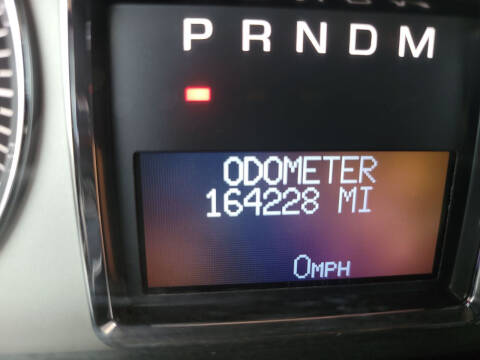 P R N D M
ODOMETER
164228 MI
0MPH